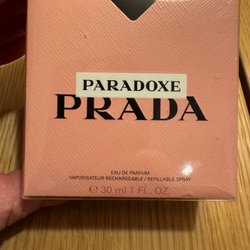 PARADOXE
PRADA
EAU DE PARFUM
VAPORISATEUR RECHARGEABLE / REFILLABLE SPRAY
℮ 30 ml 1 FL. OZ.